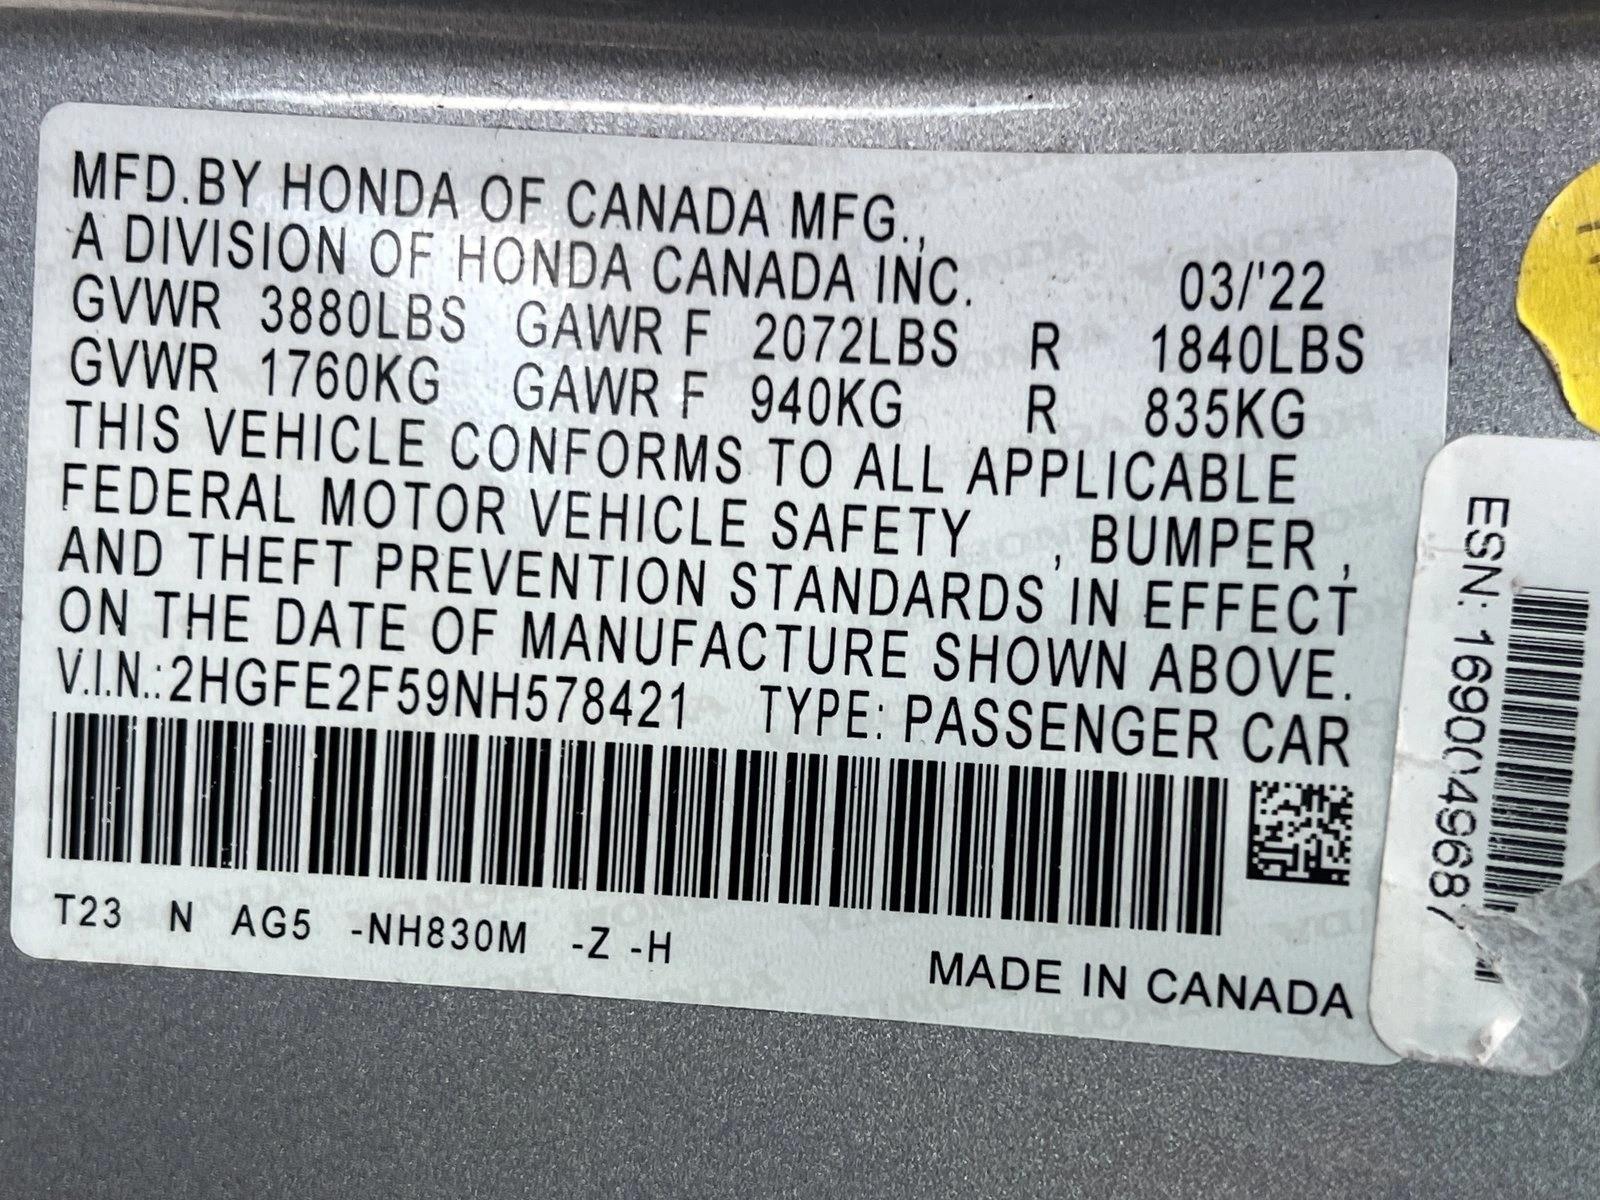 MFD.BY HONDA OF CANADA MFG.,
A DIVISION OF HONDA CANADA INC. 03/'22
GVWR 3880LBS GAWR F 2072LBS R 1840LBS
GVWR 1760KG GAWR F 940KG R 835KG
THIS VEHICLE CONFORMS TO ALL APPLICABLE
FEDERAL MOTOR VEHICLE SAFETY , BUMPER ,
AND THEFT PREVENTION STANDARDS IN EFFECT
ON THE DATE OF MANUFACTURE SHOWN ABOVE.
V.I.N.:2HGFE2F59NH578421 TYPE: PASSENGER CAR
T23 N AG5 -NH830M -Z -H
MADE IN CANADA
ESN: